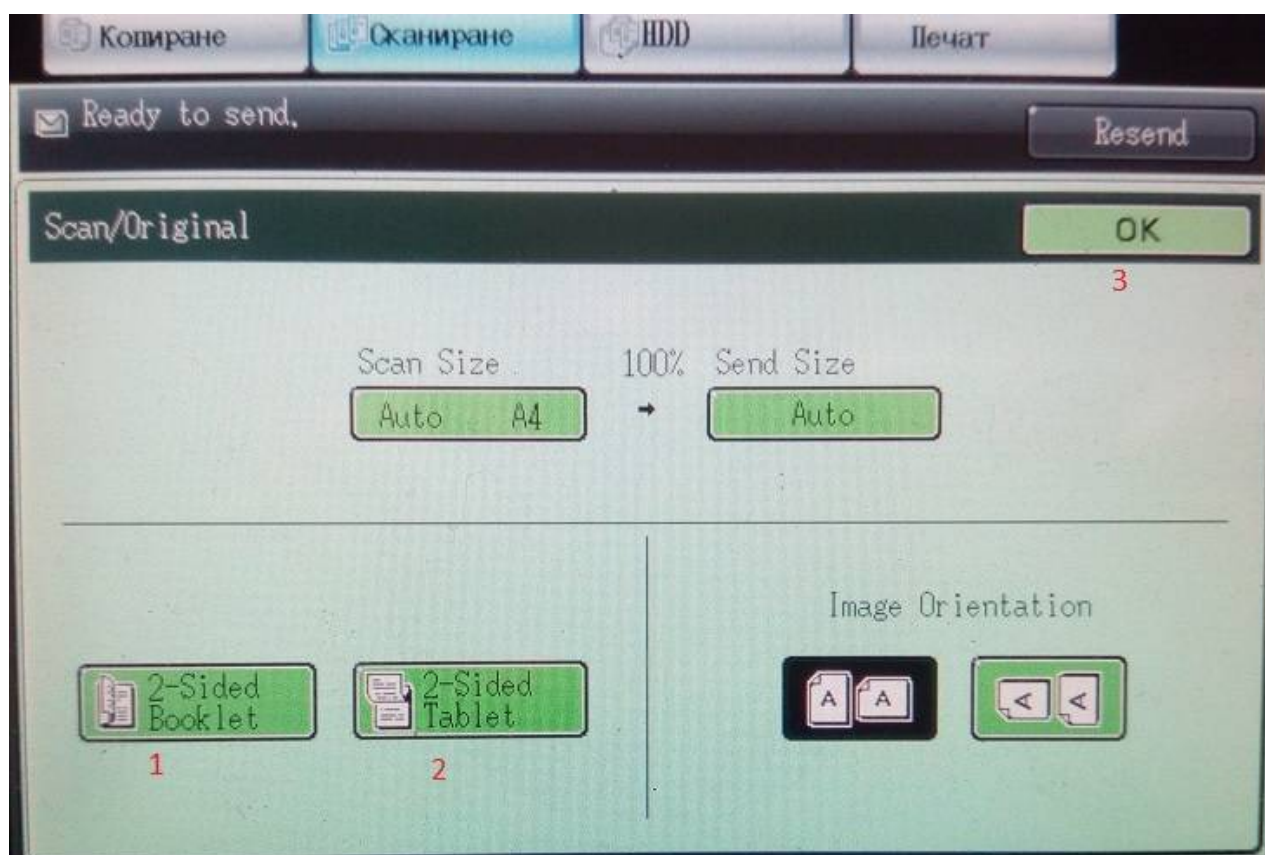 Копиране
Сканиране
HDD
Печат
Ready to send.
Resend
Scan/Original
OK
3
Scan Size
100%
Send Size
Auto A4
Auto
Image Orientation
2-Sided
Booklet
2-Sided
Tablet
A
A
A
A
1
2